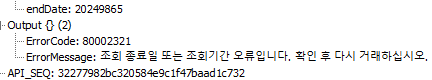 endDate: 20249865
Output {} (2)
ErrorCode: 80002321
ErrorMessage: 조회 종료일 또는 조회기간 오류입니다. 확인 후 다시 거래하십시오.
API_SEQ: 32277982bc320584e9c1f47baad1c732